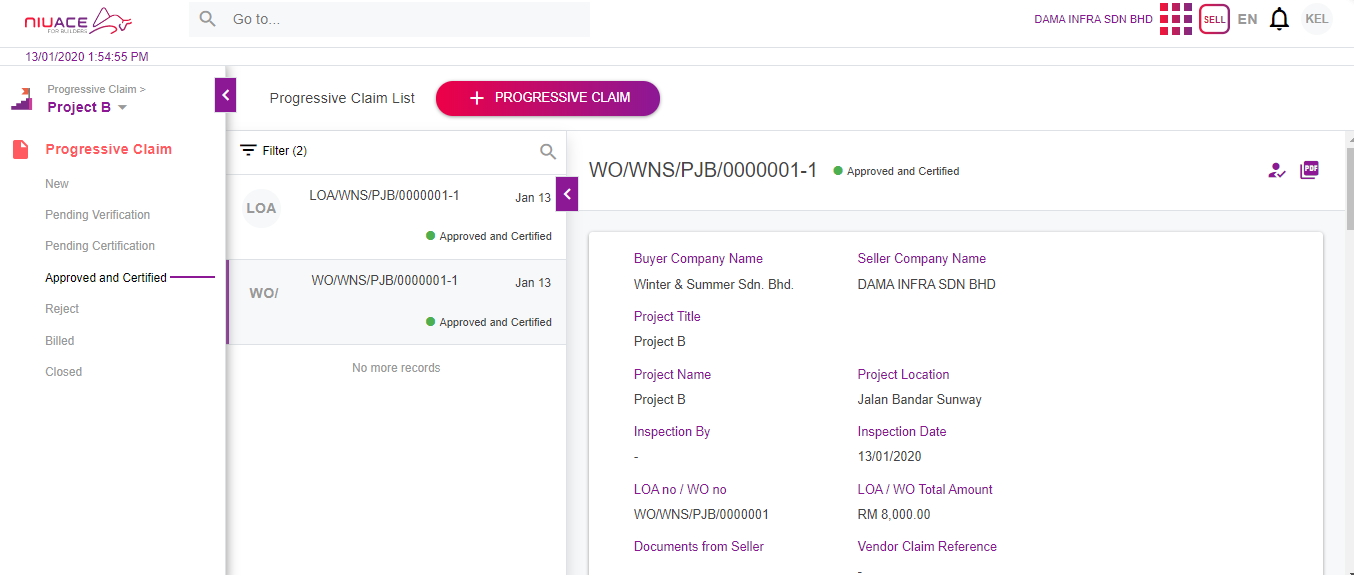 NIUACE
FOR BUILDERS
Go to...
DAMA INFRA SDN BHD
SELL
EN
KEL
13/01/2020 1:54:55 PM
Progressive Claim >
Project B
Progressive Claim
New
Pending Verification
Pending Certification
Approved and Certified
Reject
Billed
Closed
Progressive Claim List
+ PROGRESSIVE CLAIM
Filter (2)
LOA
LOA/WNS/PJB/0000001-1
Jan 13
Approved and Certified
WO/
WO/WNS/PJB/0000001-1
Jan 13
Approved and Certified
No more records
WO/WNS/PJB/0000001-1
Approved and Certified
PDF
Buyer Company Name
Seller Company Name
Winter & Summer Sdn. Bhd.
DAMA INFRA SDN BHD
Project Title
Project B
Project Name
Project Location
Project B
Jalan Bandar Sunway
Inspection By
Inspection Date
-
13/01/2020
LOA no / WO no
LOA / WO Total Amount
WO/WNS/PJB/0000001
RM 8,000.00
Documents from Seller
Vendor Claim Reference
-